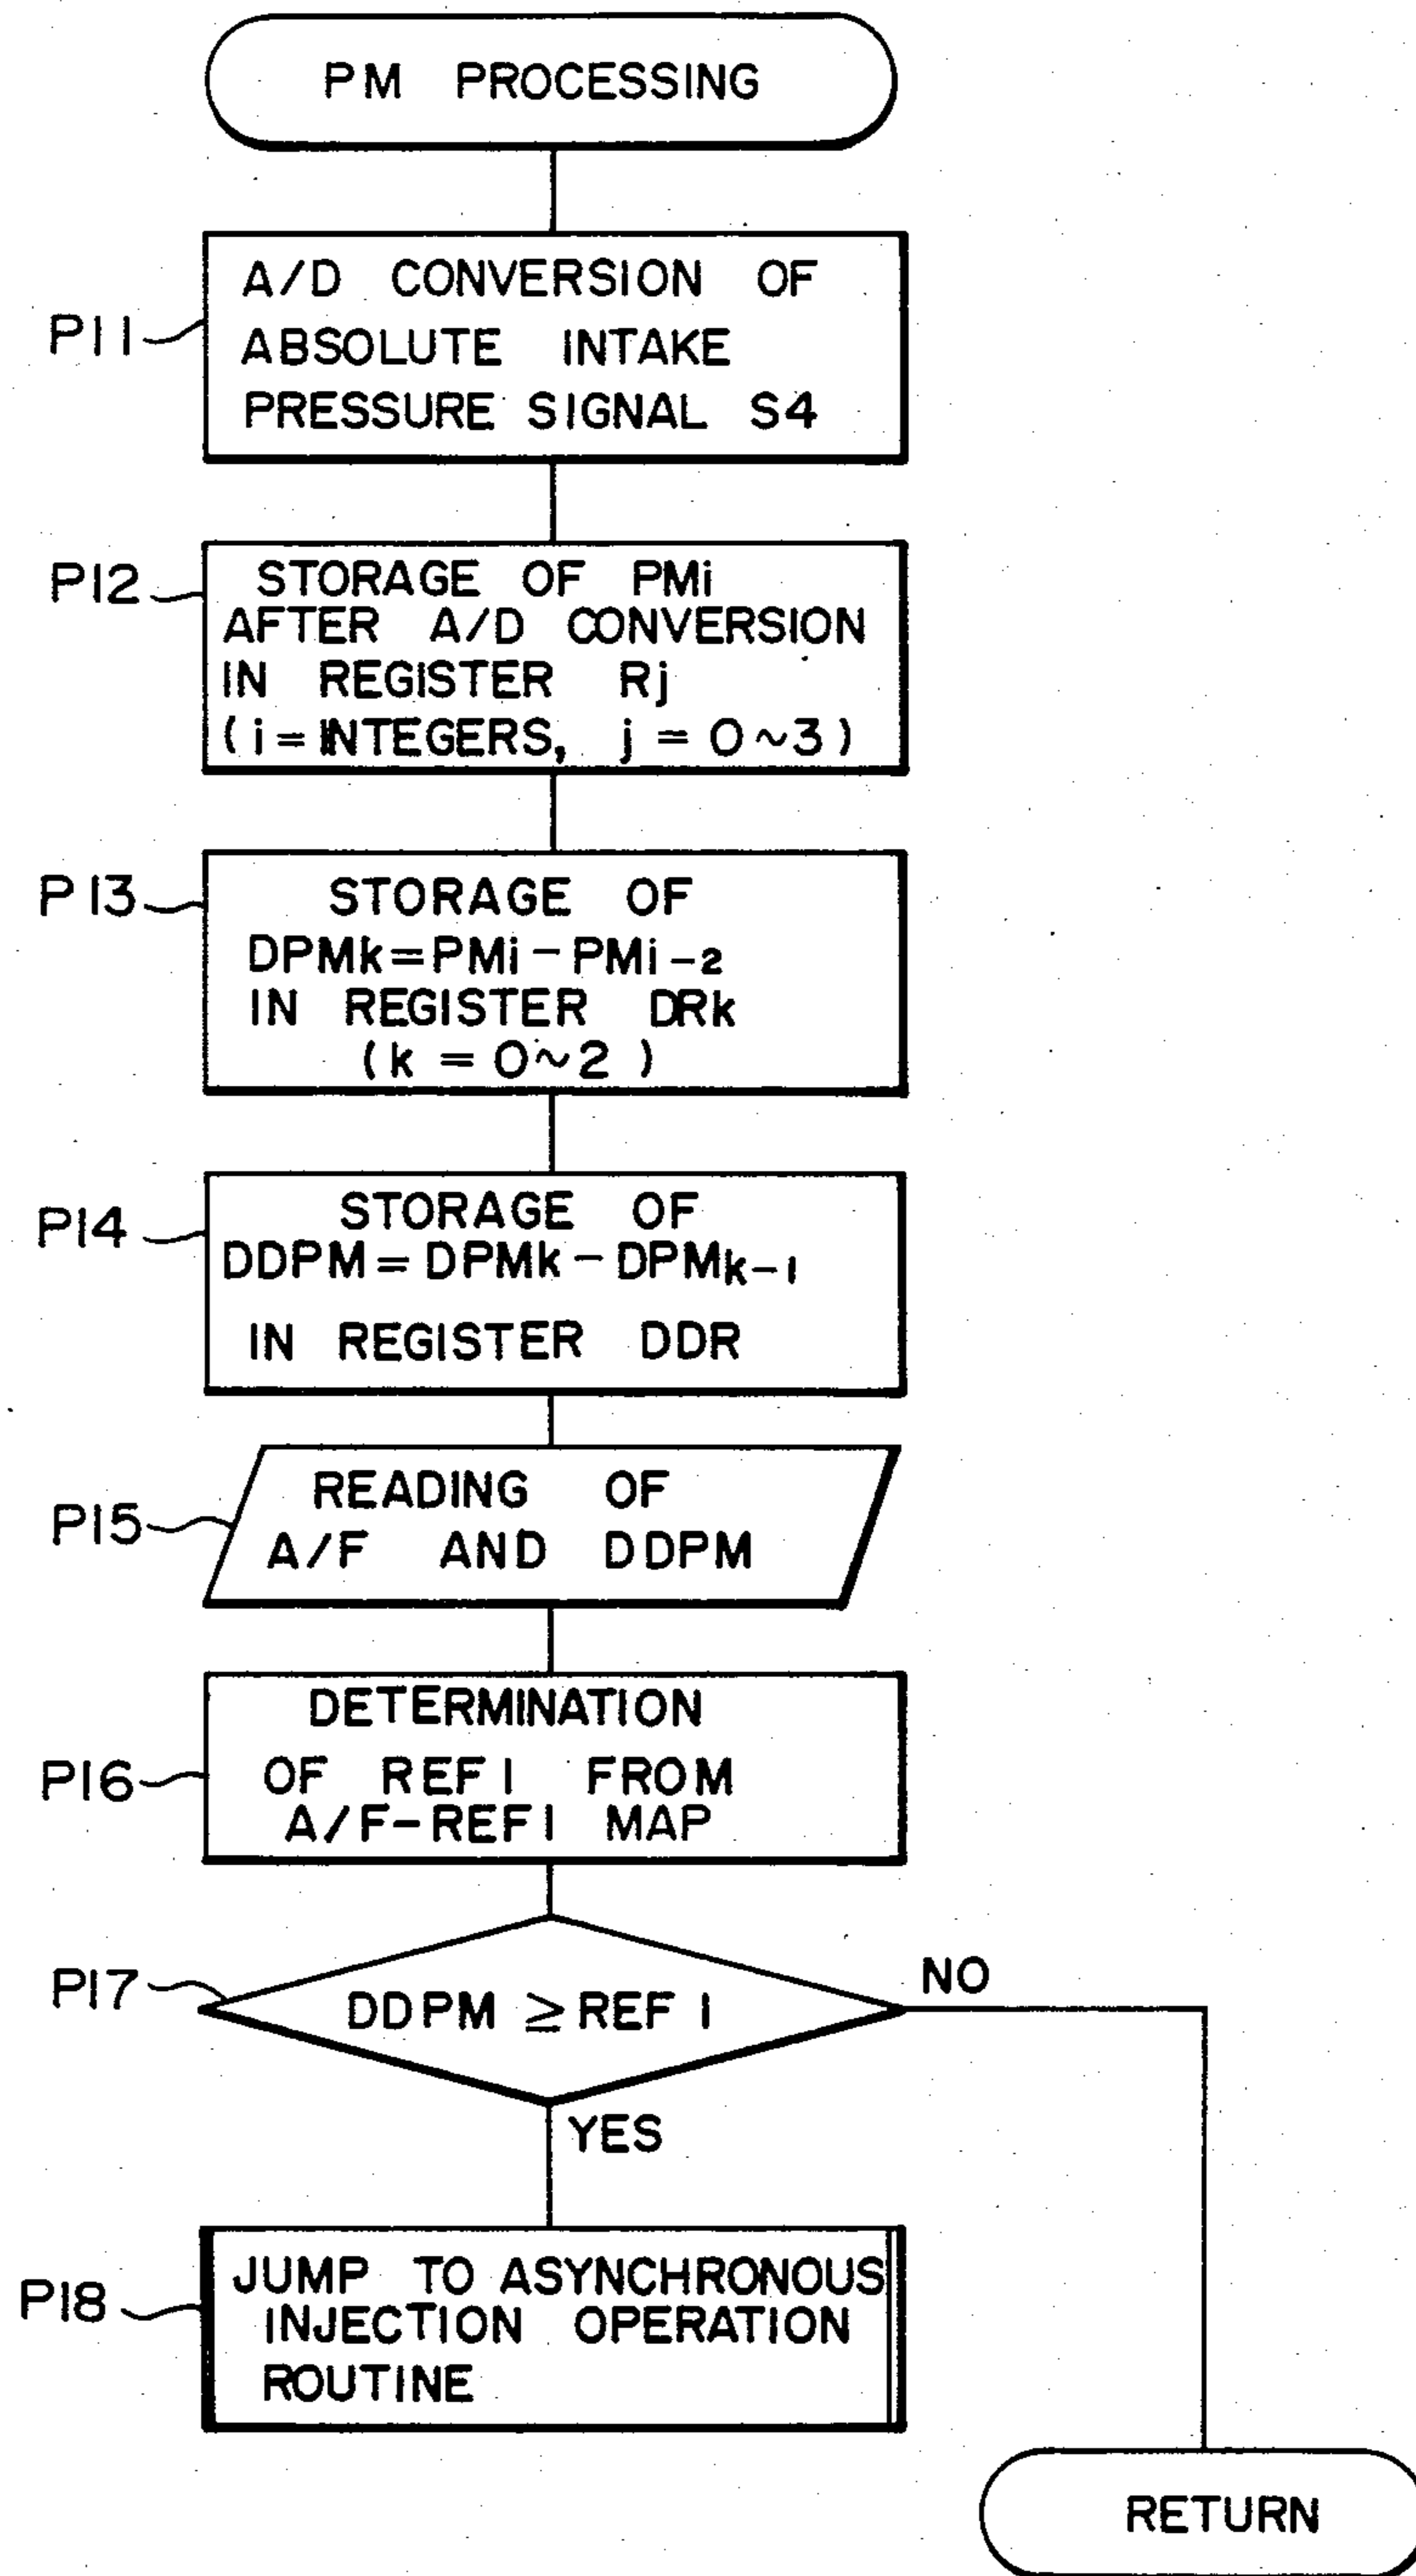 PM PROCESSING
P11
A/D CONVERSION OF
ABSOLUTE INTAKE
PRESSURE SIGNAL S4
P12
STORAGE OF PMi
AFTER A/D CONVERSION
IN REGISTER Rj
(i=INTEGERS, j=0~3)
P13
STORAGE OF
DPMk=PMi-PMi-2
IN REGISTER DRk
(k=0~2)
P14
STORAGE OF
DDPM=DPMk-DPMk-1
IN REGISTER DDR
P15
READING OF
A/F AND DDPM
P16
DETERMINATION
OF REF1 FROM
A/F-REF1 MAP
P17
DDPM ≥ REF 1
NO
YES
P18
JUMP TO ASYNCHRONOUS
INJECTION OPERATION
ROUTINE
RETURN